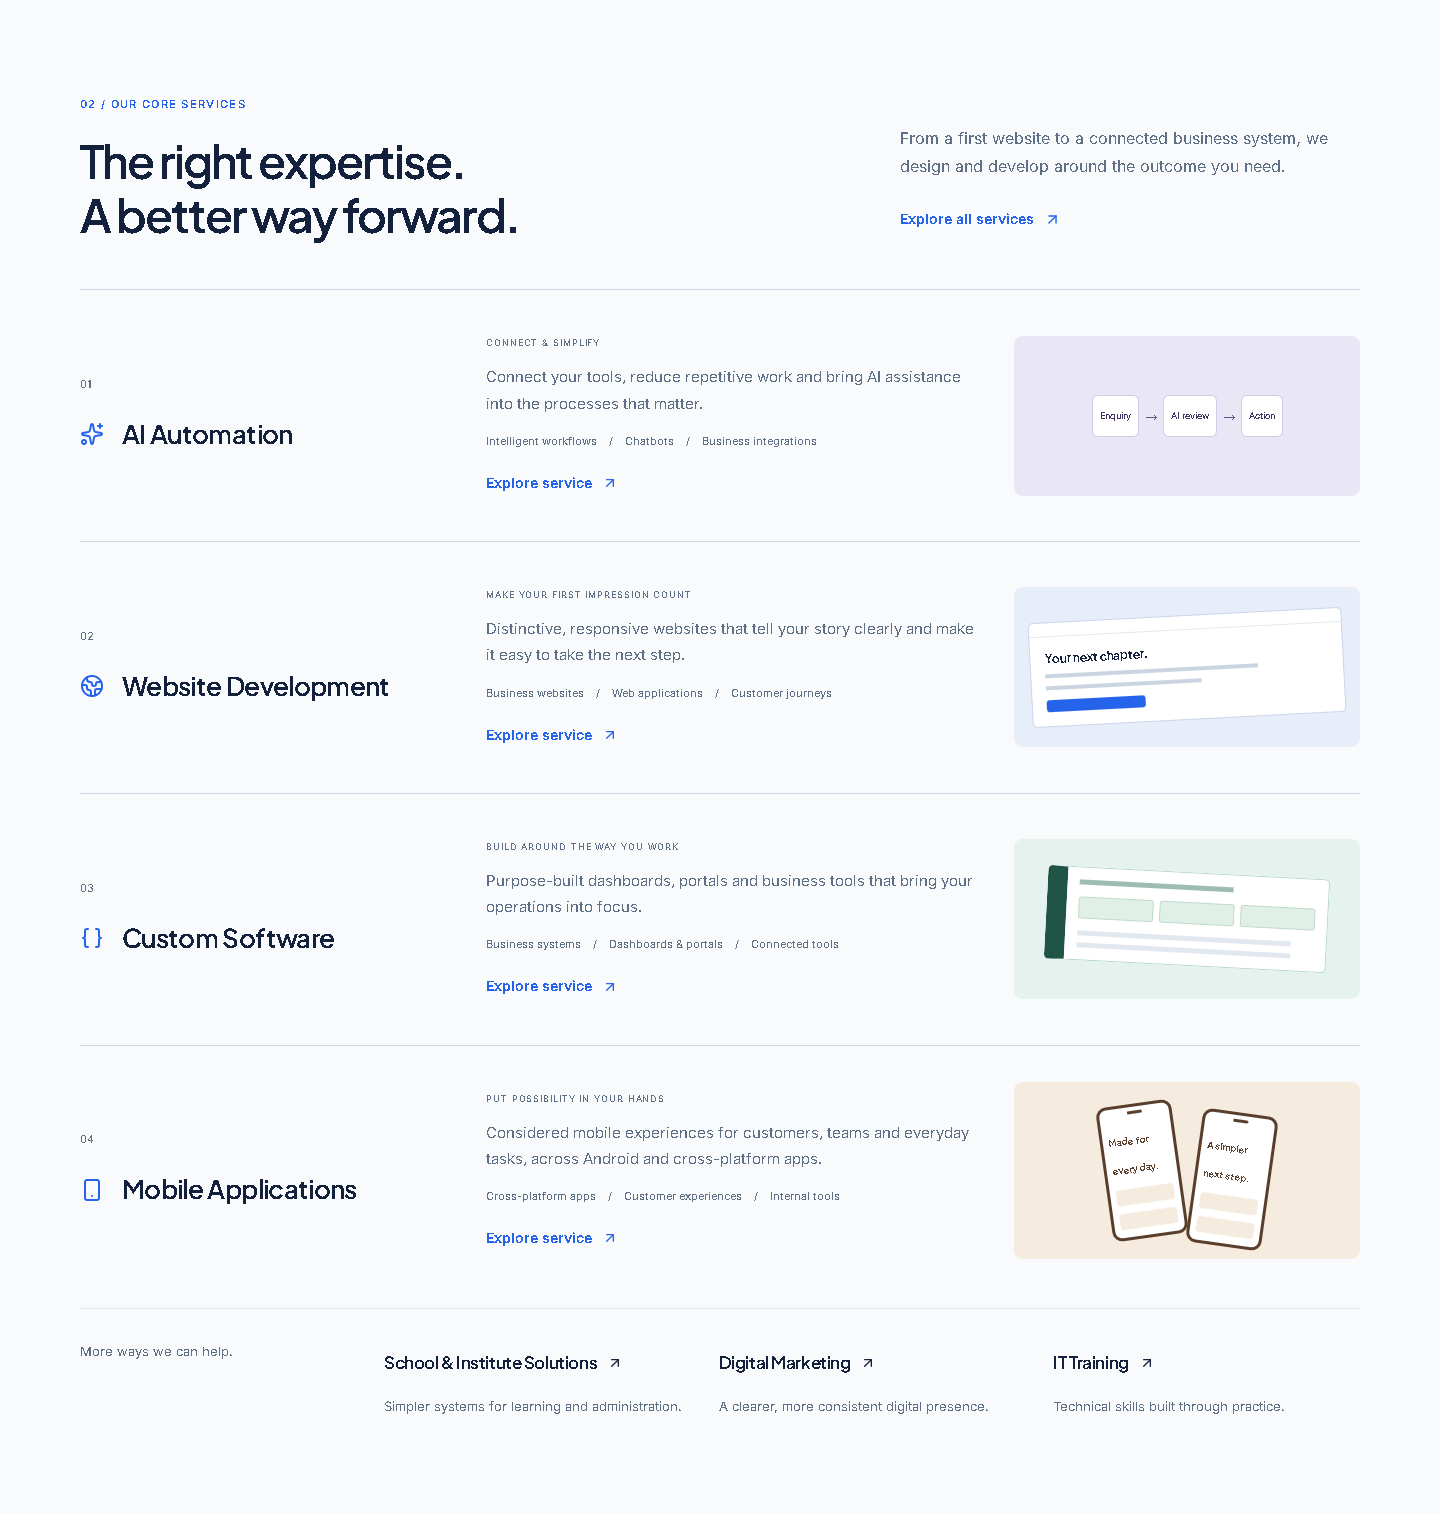 02 / OUR CORE SERVICES
The right expertise.
A better way forward.
From a first website to a connected business system, we
design and develop around the outcome you need.
Explore all services
01
AI Automation
CONNECT & SIMPLIFY
Connect your tools, reduce repetitive work and bring AI assistance
into the processes that matter.
Intelligent workflows / Chatbots / Business integrations
Explore service
Enquiry → AI review → Action
02
Website Development
MAKE YOUR FIRST IMPRESSION COUNT
Distinctive, responsive websites that tell your story clearly and make
it easy to take the next step.
Business websites / Web applications / Customer journeys
Explore service
Your next chapter.
03
Custom Software
BUILD AROUND THE WAY YOU WORK
Purpose-built dashboards, portals and business tools that bring your
operations into focus.
Business systems / Dashboards & portals / Connected tools
Explore service
04
Mobile Applications
PUT POSSIBILITY IN YOUR HANDS
Considered mobile experiences for customers, teams and everyday
tasks, across Android and cross-platform apps.
Cross-platform apps / Customer experiences / Internal tools
Explore service
Made for
every day.
A simpler
next step.
More ways we can help.
School & Institute Solutions
Simpler systems for learning and administration.
Digital Marketing
A clearer, more consistent digital presence.
IT Training
Technical skills built through practice.